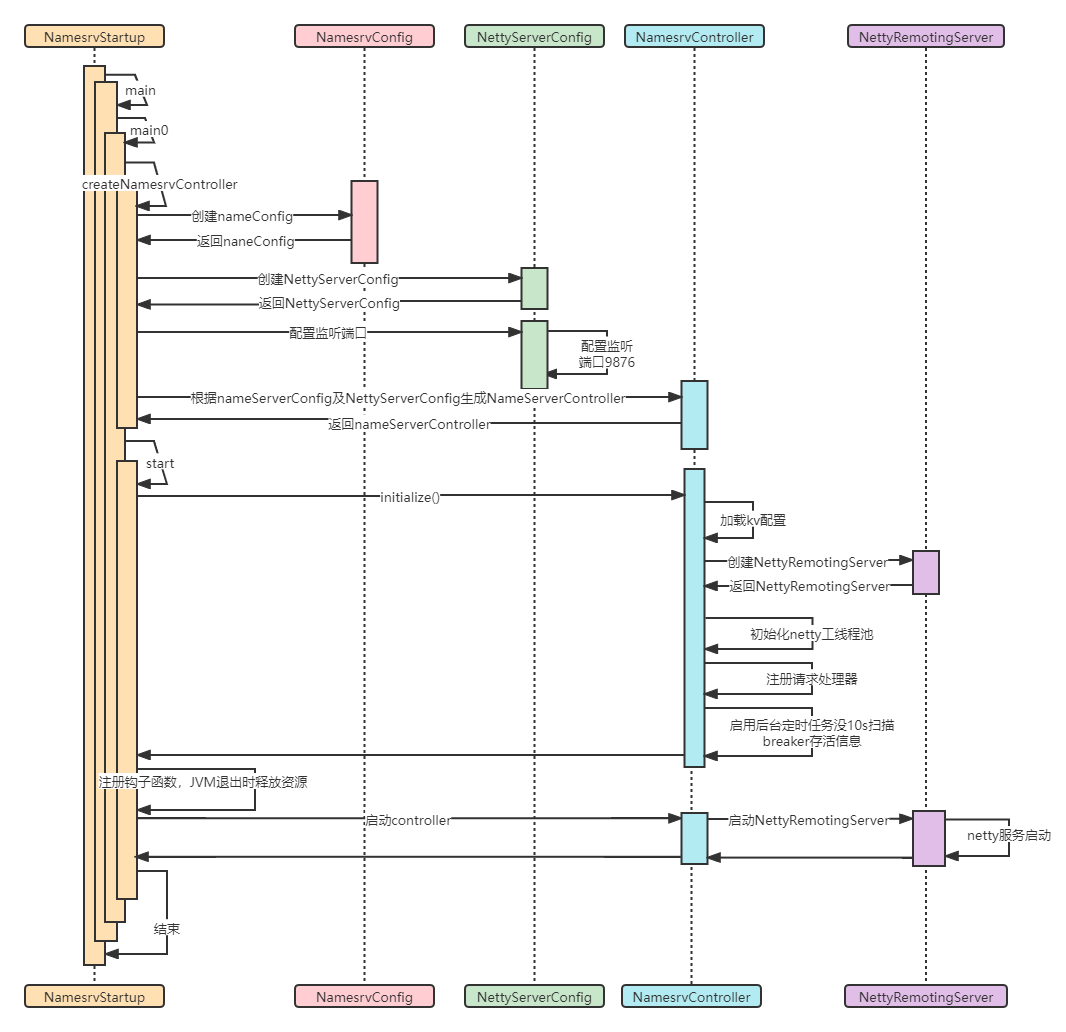 NamesrvStartup
NamesrvConfig
NettyServerConfig
NamesrvController
NettyRemotingServer
main
main0
createNamesrvController
创建nameConfig
返回naneConfig
创建NettyServerConfig
返回NettyServerConfig
配置监听端口
配置监听
端口9876
根据nameServerConfig及NettyServerConfig生成NameServerController
返回nameServerController
start
initialize()
加载kv配置
创建NettyRemotingServer
返回NettyRemotingServer
初始化netty工线程池
注册请求处理器
启用后台定时任务没10s扫描
breaker存活信息
注册钩子函数，JVM退出时释放资源
启动controller
启动NettyRemotingServer
netty服务启动
结束
NamesrvStartup
NamesrvConfig
NettyServerConfig
NamesrvController
NettyRemotingServer